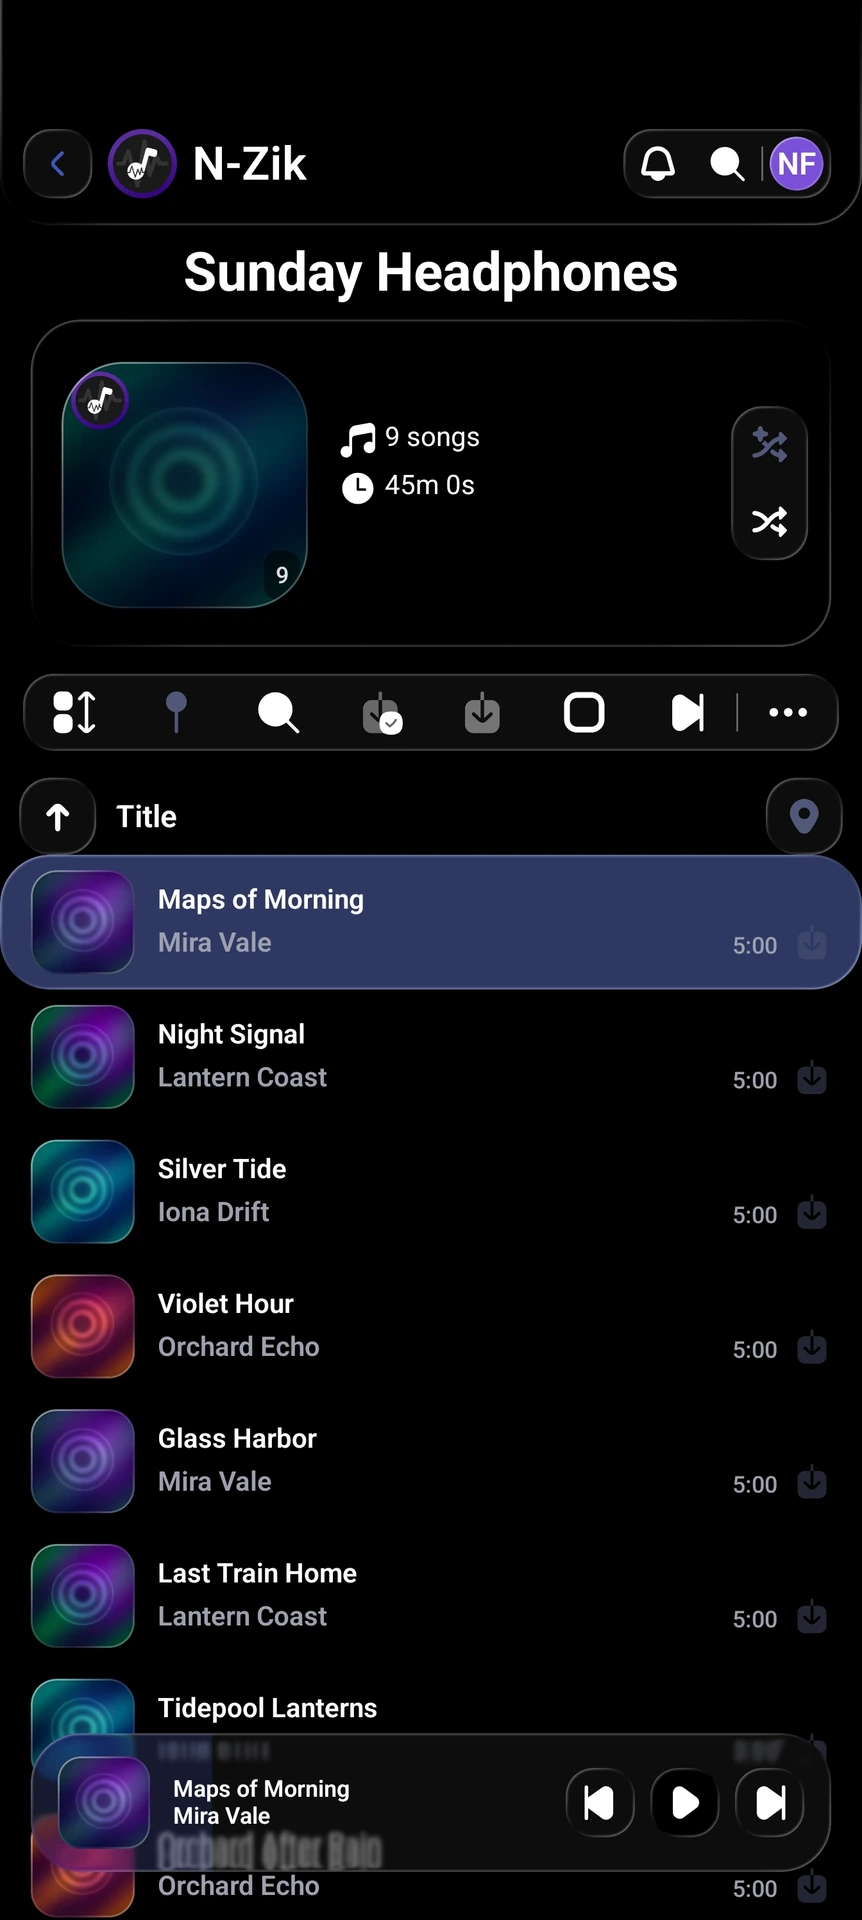 N-Zik
NF
Sunday Headphones
9 songs
45m 0s
9
Title
Maps of Morning
Mira Vale
5:00
Night Signal
Lantern Coast
5:00
Silver Tide
Iona Drift
5:00
Violet Hour
Orchard Echo
5:00
Glass Harbor
Mira Vale
5:00
Last Train Home
Lantern Coast
5:00
Tidepool Lanterns
Maps of Morning
Mira Vale
Orchard After Rain
Orchard Echo
5:00